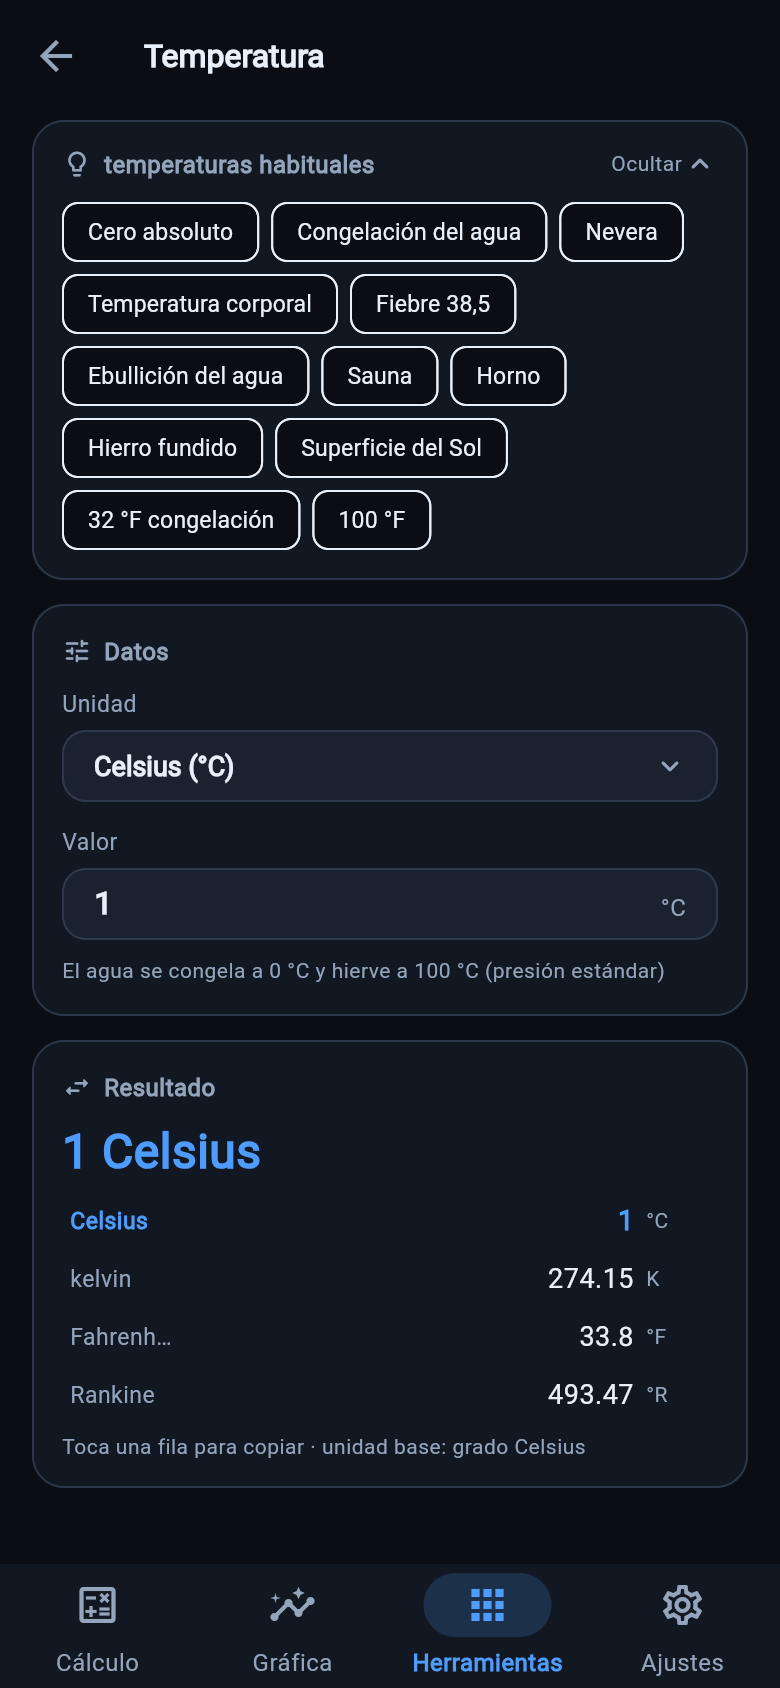 Temperatura
temperaturas habituales
Ocultar
Cero absoluto
Congelación del agua
Nevera
Temperatura corporal
Fiebre 38,5
Ebullición del agua
Sauna
Horno
Hierro fundido
Superficie del Sol
32 °F congelación
100 °F
Datos
Unidad
Celsius (°C)
Valor
1 °C
El agua se congela a 0 °C y hierve a 100 °C (presión estándar)
Resultado
1 Celsius
Celsius 1 °C
kelvin 274.15 K
Fahrenh… 33.8 °F
Rankine 493.47 °R
Toca una fila para copiar · unidad base: grado Celsius
Cálculo
Gráfica
Herramientas
Ajustes